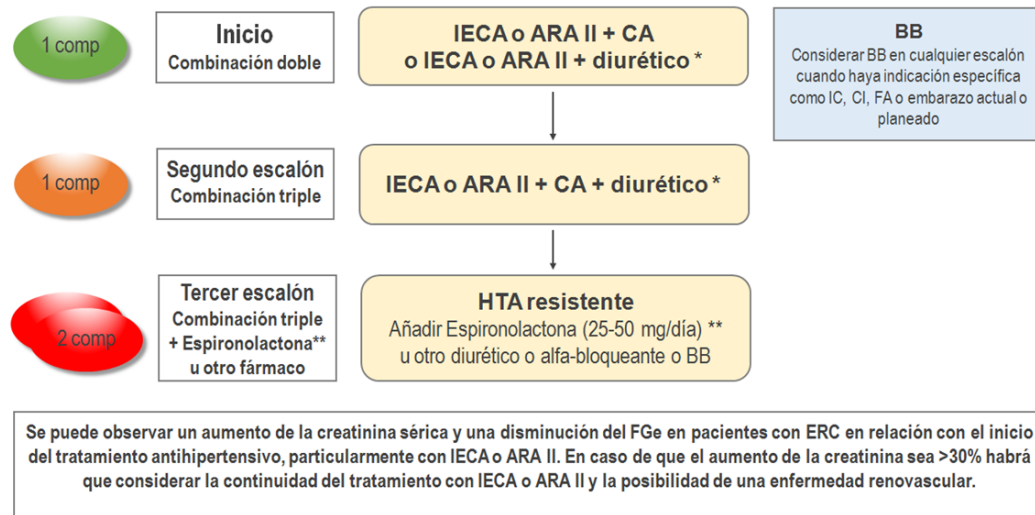 1 comp
Inicio
Combinación doble
IECA o ARA II + CA
o IECA o ARA II + diurético *
BB
Considerar BB en cualquier escalón
cuando haya indicación específica
como IC, CI, FA o embarazo actual o
planeado
1 comp
Segundo escalón
Combinación triple
IECA o ARA II + CA + diurético *
2 comp
Tercer escalón
Combinación triple
+ Espironolactona**
u otro fármaco
HTA resistente
Añadir Espironolactona (25-50 mg/día) **
u otro diurético o alfa-bloqueante o BB
Se puede observar un aumento de la creatinina sérica y una disminución del FGe en pacientes con ERC en relación con el inicio
del tratamiento antihipertensivo, particularmente con IECA o ARA II. En caso de que el aumento de la creatinina sea >30% habrá
que considerar la continuidad del tratamiento con IECA o ARA II y la posibilidad de una enfermedad renovascular.